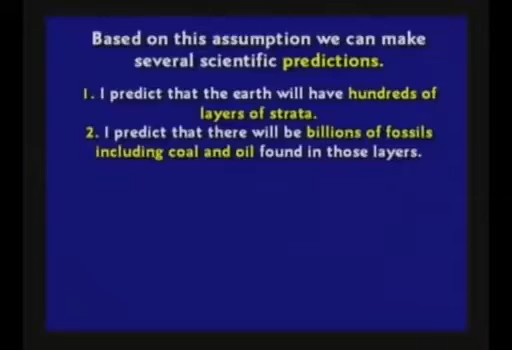 Based on this assumption we can make
several scientific predictions.
1. I predict that the earth will have hundreds of
layers of strata.
2. I predict that there will be billions of fossils
including coal and oil found in those layers.